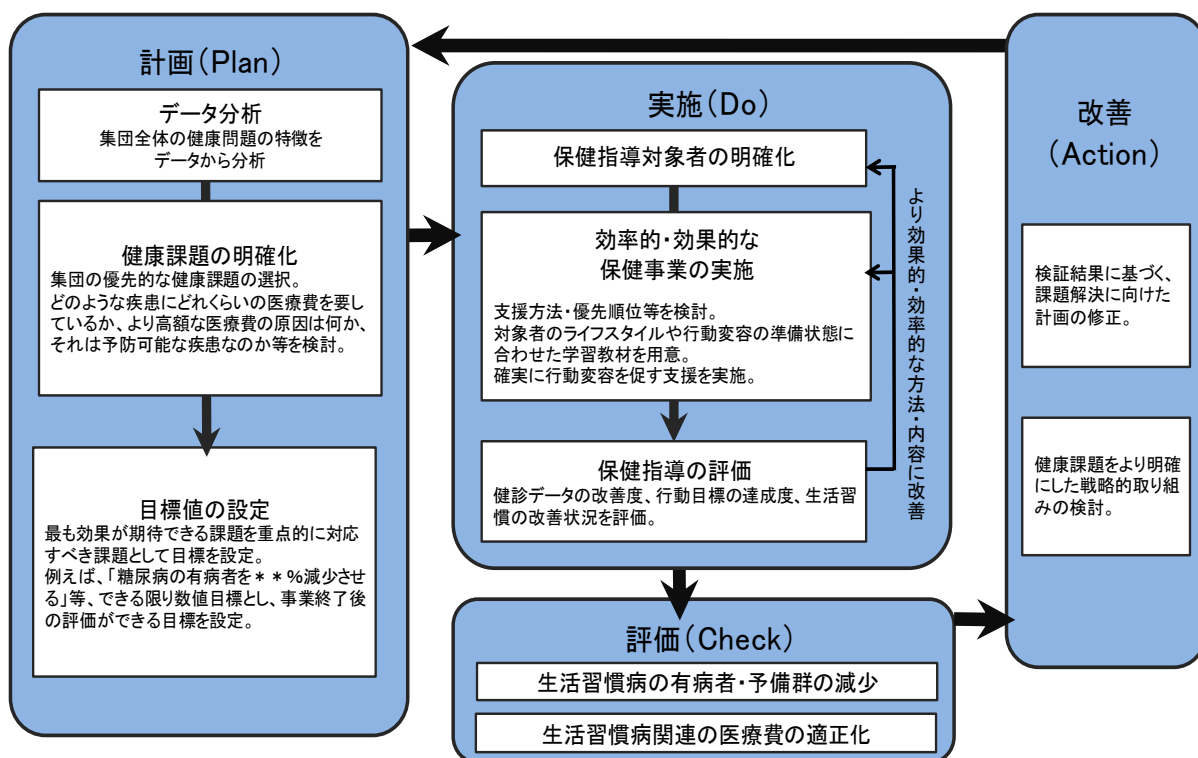 計画(Plan)
データ分析
集団全体の健康問題の特徴を
データから分析
健康課題の明確化
集団の優先的な健康課題の選択。
どのような疾患にどれくらいの医療費を要し
ているか、より高額な医療費の原因は何か、
それは予防可能な疾患なのか等を検討。
目標値の設定
最も効果が期待できる課題を重点的に対応
すべき課題として目標を設定。
例えば、「糖尿病の有病者を＊＊%減少させ
る」等、できる限り数値目標とし、事業終了後
の評価ができる目標を設定。
実施(Do)
保健指導対象者の明確化
効率的・効果的な
保健事業の実施
支援方法・優先順位等を検討。
対象者のライフスタイルや行動変容の準備状態に
合わせた学習教材を用意。
確実に行動変容を促す支援を実施。
保健指導の評価
健診データの改善度、行動目標の達成度、生活習
慣の改善状況を評価。
より効果的・効率的な方法・内容に改善
評価(Check)
生活習慣病の有病者・予備群の減少
生活習慣病関連の医療費の適正化
改善
(Action)
検証結果に基づく、
課題解決に向けた
計画の修正。
健康課題をより明確
にした戦略的取り組
みの検討。